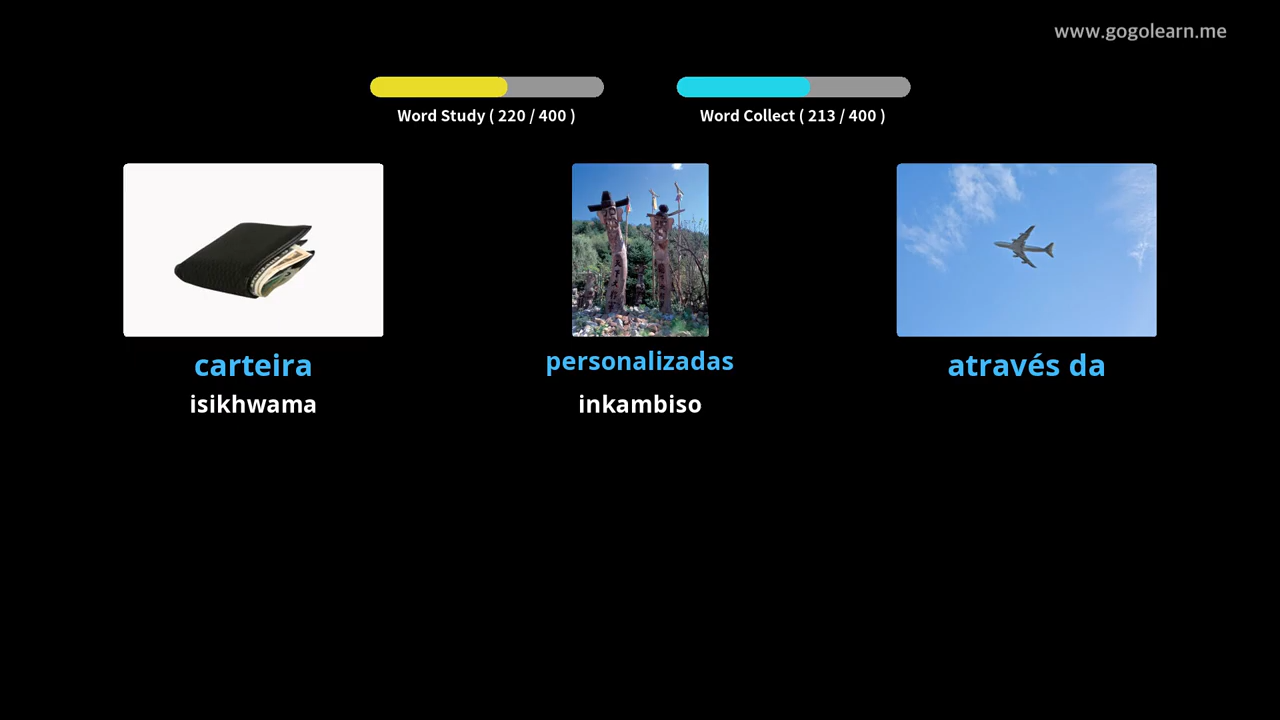 www.gogolearn.me
Word Study ( 220 / 400 )
Word Collect ( 213 / 400 )
carteira
personalizadas
através da
isikhwama
inkambiso